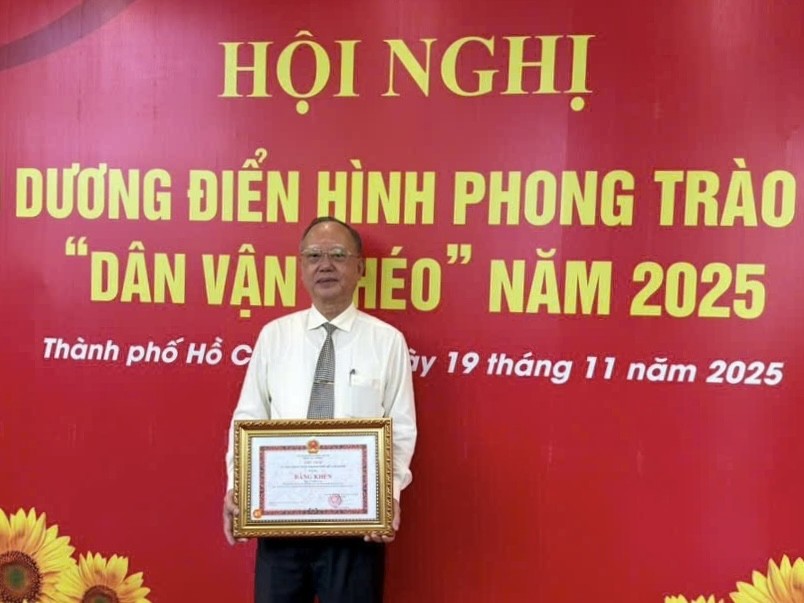 HỘI NGHỊ
DƯƠNG ĐIỂN HÌNH PHONG TRÀO
“DÂN VẬN HÉO” NĂM 2025
Thành phố Hồ C ày 19 tháng 11 năm 2025
BẰNG KHEN